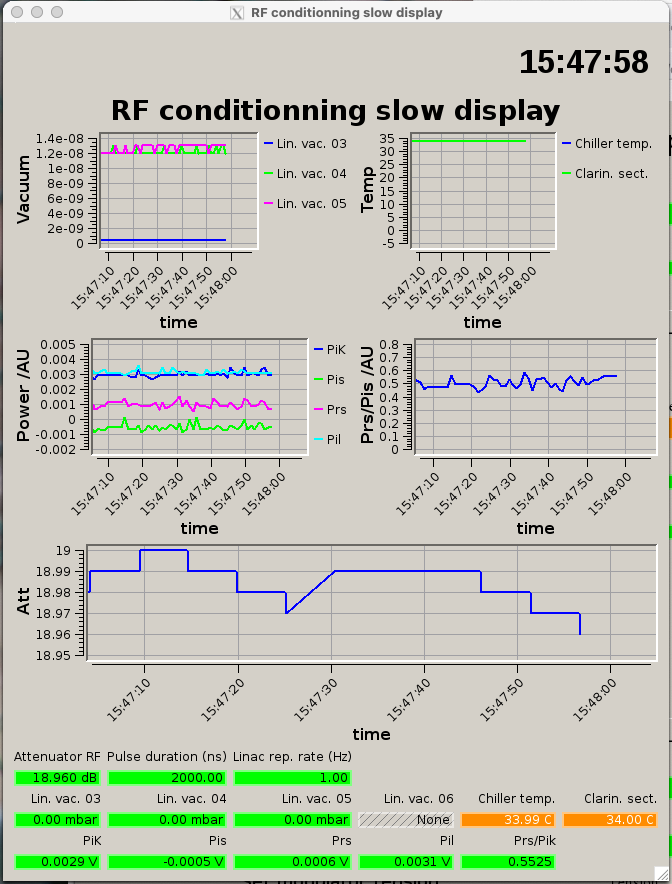 RF conditionning slow display
15:47:58
RF conditionning slow display
Vacuum
1.4e-08
1.2e-08
1e-08
8e-09
6e-09
4e-09
2e-09
0
15:47:10 15:47:20 15:47:30 15:47:40 15:47:50 15:48:00
time
Lin. vac. 03
Lin. vac. 04
Lin. vac. 05
Temp
35
30
25
20
15
10
5
0
-5
15:47:10 15:47:20 15:47:30 15:47:40 15:47:50 15:48:00
time
Chiller temp.
Clarin. sect.
Power /AU
0.005
0.004
0.003
0.002
0.001
0
-0.001
-0.002
15:47:10 15:47:20 15:47:30 15:47:40 15:47:50 15:48:00
time
PiK
Pis
Prs
Pil
Prs/Pis /AU
0.8
0.7
0.6
0.5
0.4
0.3
0.2
0.1
0
15:47:10 15:47:20 15:47:30 15:47:40 15:47:50 15:48:00
time
Att
19
18.99
18.98
18.97
18.96
18.95
15:47:10 15:47:20 15:47:30 15:47:40 15:47:50 15:48:00
time
Attenuator RF Pulse duration (ns) Linac rep. rate (Hz)
18.960 dB 2000.00 1.00
Lin. vac. 03 Lin. vac. 04 Lin. vac. 05 Lin. vac. 06 Chiller temp. Clarin. sect.
0.00 mbar 0.00 mbar 0.00 mbar None 33.99 C 34.00 C
PiK Pis Prs Pil Prs/Pik
0.0029 V -0.0005 V 0.0006 V 0.0031 V 0.5525